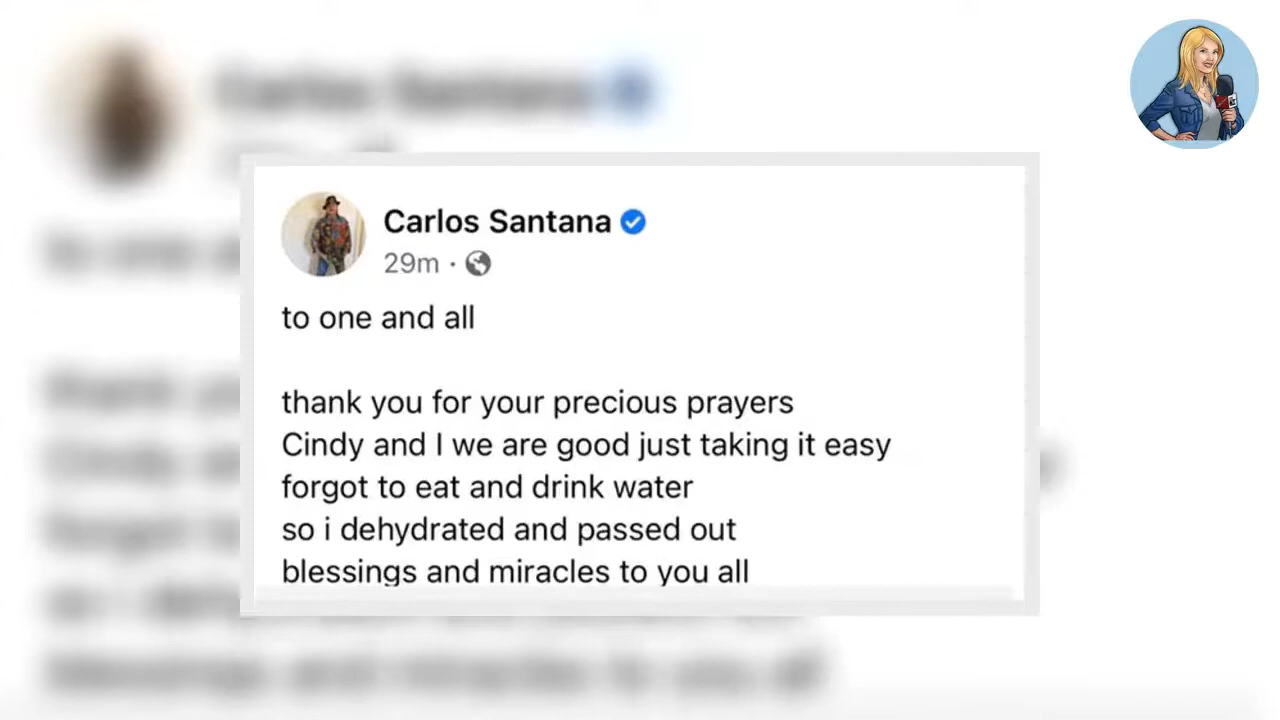 Carlos Santana
29m ·
to one and all
thank you for your precious prayers
Cindy and I we are good just taking it easy
forgot to eat and drink water
so i dehydrated and passed out
blessings and miracles to you all